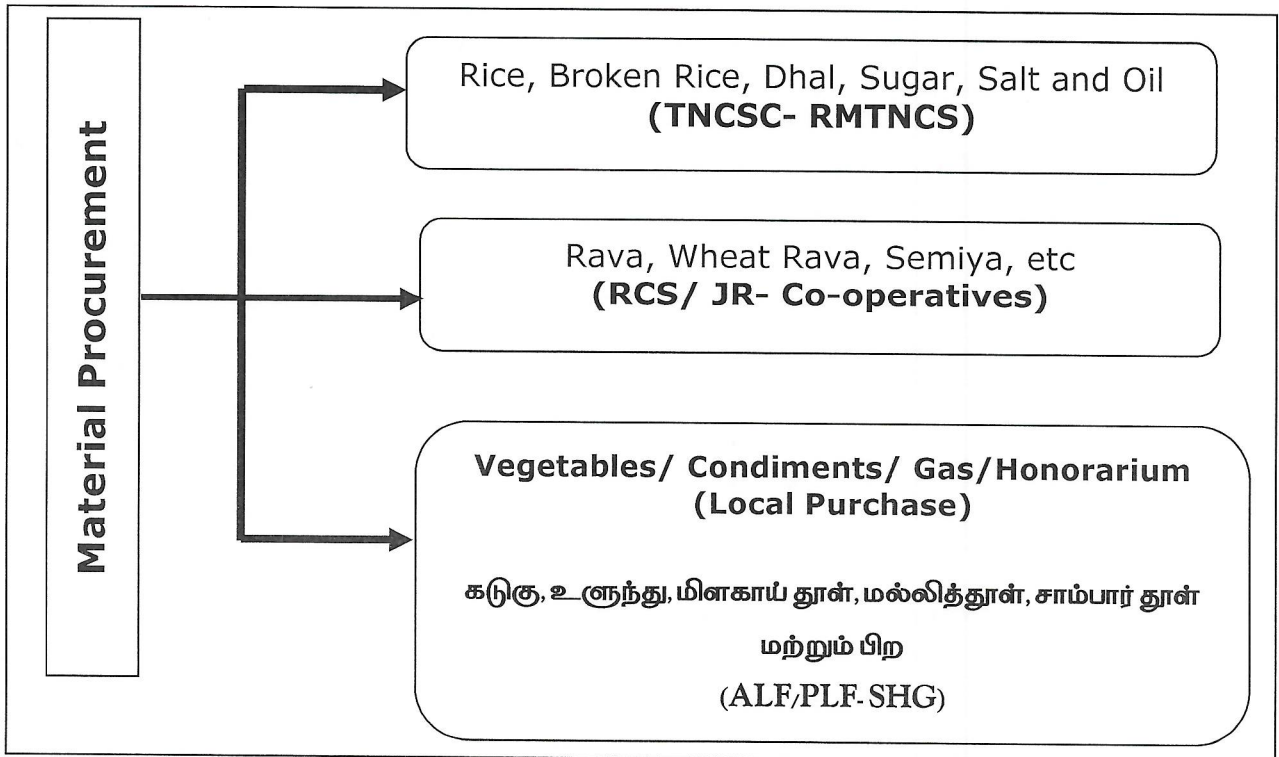 Material Procurement
Rice, Broken Rice, Dhal, Sugar, Salt and Oil
(TNCSC- RMTNCS)
Rava, Wheat Rava, Semiya, etc
(RCS/ JR- Co-operatives)
Vegetables/ Condiments/ Gas/Honorarium
(Local Purchase)
கடுகு, உளுந்து, மிளகாய் தூள், மல்லித்தூள், சாம்பார் தூள்
மற்றும் பிற
(ALF/PLF- SHG)